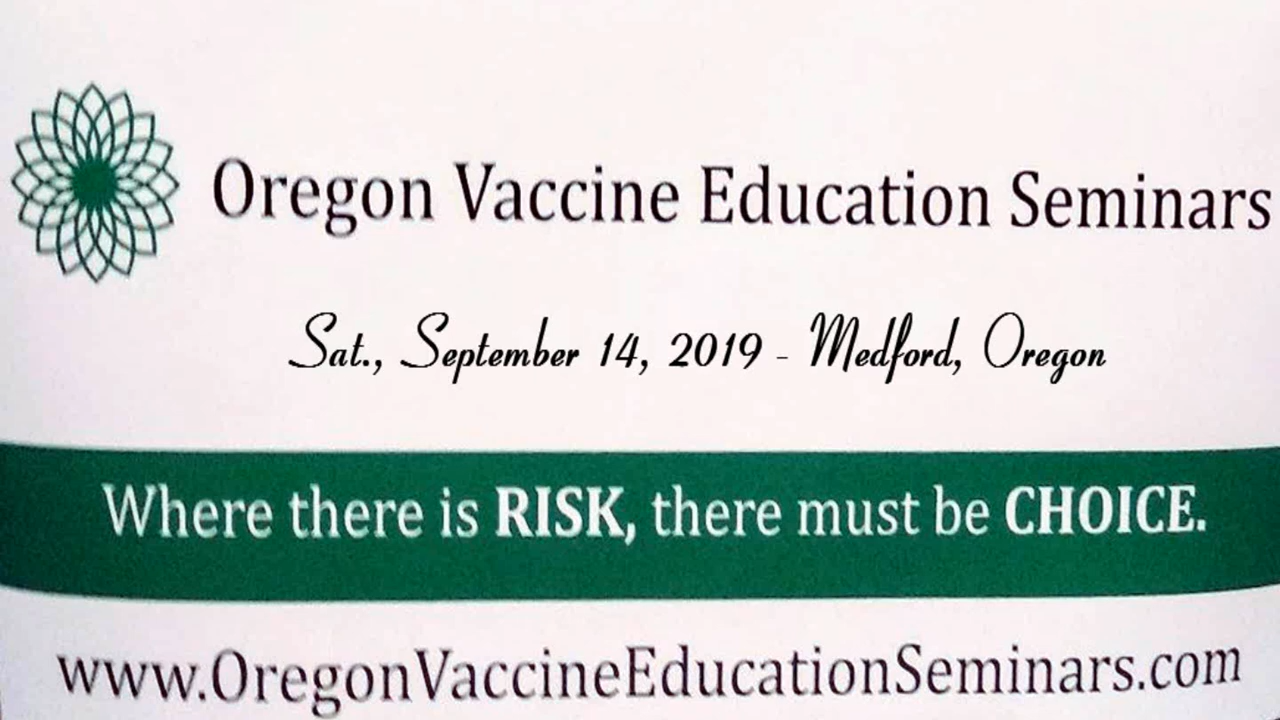 Oregon Vaccine Education Seminars
Sat., September 14, 2019 - Medford, Oregon
Where there is RISK, there must be CHOICE.
www.OregonVaccineEducationSeminars.com